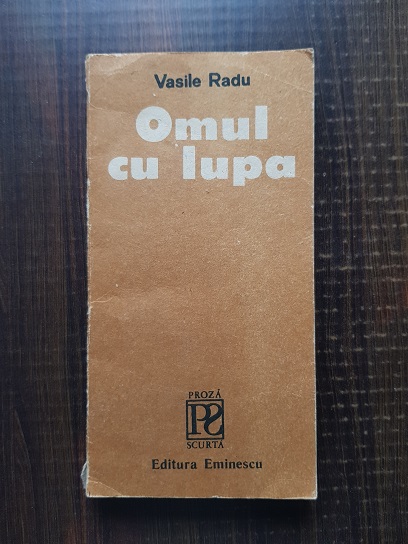 Vasile Radu
Omul
cu lupa
PROZĂ
PS
SCURTĂ
Editura Eminescu